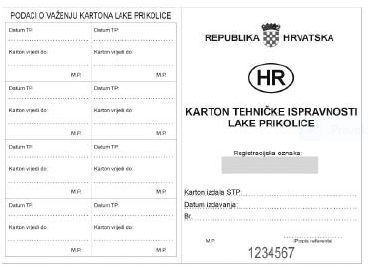 PODACI O VAŽENJU KARTONA LAKE PRIKOLICE
Datum TP: Datum TP:
Karton vrijedi do: Karton vrijedi do:
M.P. M.P.
Datum TP: Datum TP:
Karton vrijedi do: Karton vrijedi do:
M.P. M.P.
Datum TP: Datum TP:
Karton vrijedi do: Karton vrijedi do:
M.P. M.P.
Datum TP: Datum TP:
Karton vrijedi do: Karton vrijedi do:
M.P. M.P.
REPUBLIKA HRVATSKA
HR
KARTON TEHNIČKE ISPRAVNOSTI
LAKE PRIKOLICE
Registracijska oznaka:
Karton izdala STP:
Datum izdavanja:
Br.
M.P. (Potpis referenta)
1234567